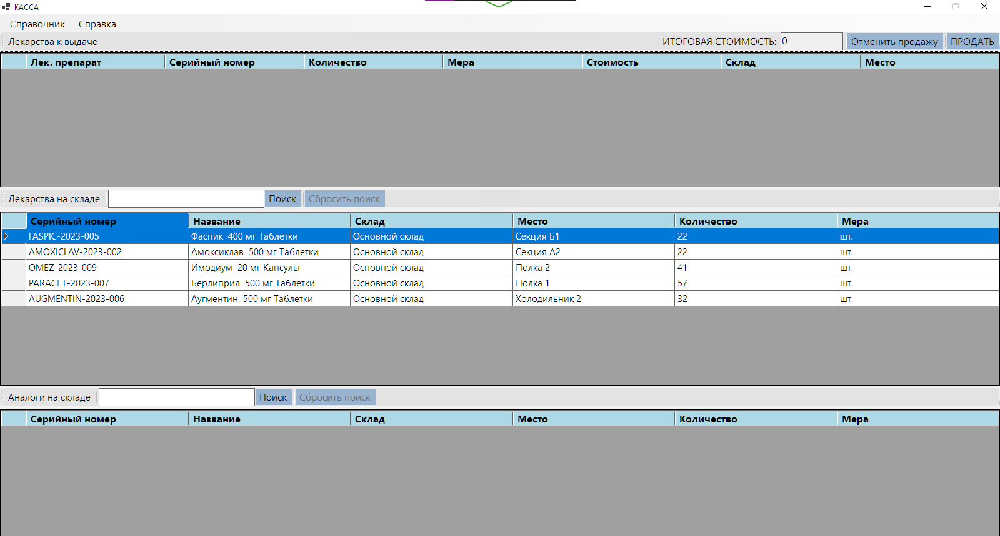 КАССА
Справочник Справка
Лекарства к выдаче ИТОГОВАЯ СТОИМОСТЬ: 0 Отменить продажу ПРОДАТЬ
Лек. препарат Серийный номер Количество Мера Стоимость Склад Место
Лекарства на складе Поиск Сбросить поиск
Серийный номер Название Склад Место Количество Мера
FASPIC-2023-005 Фаспик 400 мг Таблетки Основной склад Секция Б1 22 шт.
AMOXICLAV-2023-002 Амоксиклав 500 мг Таблетки Основной склад Секция А2 22 шт.
OMEZ-2023-009 Имодиум 20 мг Капсулы Основной склад Полка 2 41 шт.
PARACET-2023-007 Берлиприл 500 мг Таблетки Основной склад Полка 1 57 шт.
AUGMENTIN-2023-006 Аугментин 500 мг Таблетки Основной склад Холодильник 2 32 шт.
Аналоги на складе Поиск Сбросить поиск
Серийный номер Название Склад Место Количество Мера